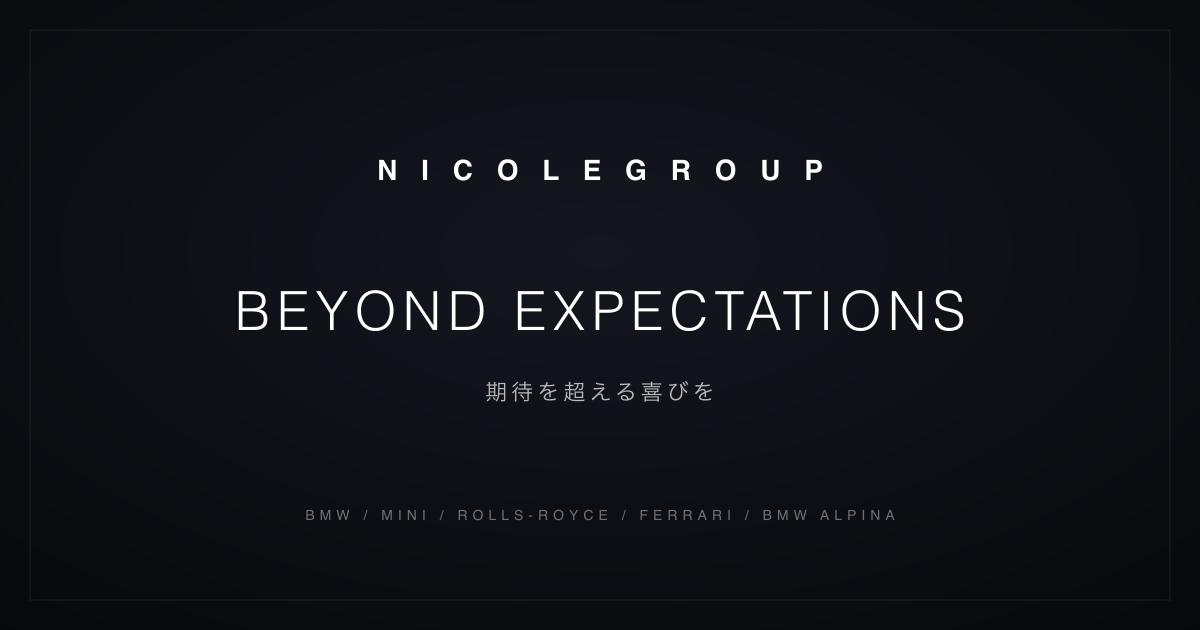 NICOLEGROUP
BEYOND EXPECTATIONS
期待を超える喜びを
BMW / MINI / ROLLS-ROYCE / FERRARI / BMW ALPINA